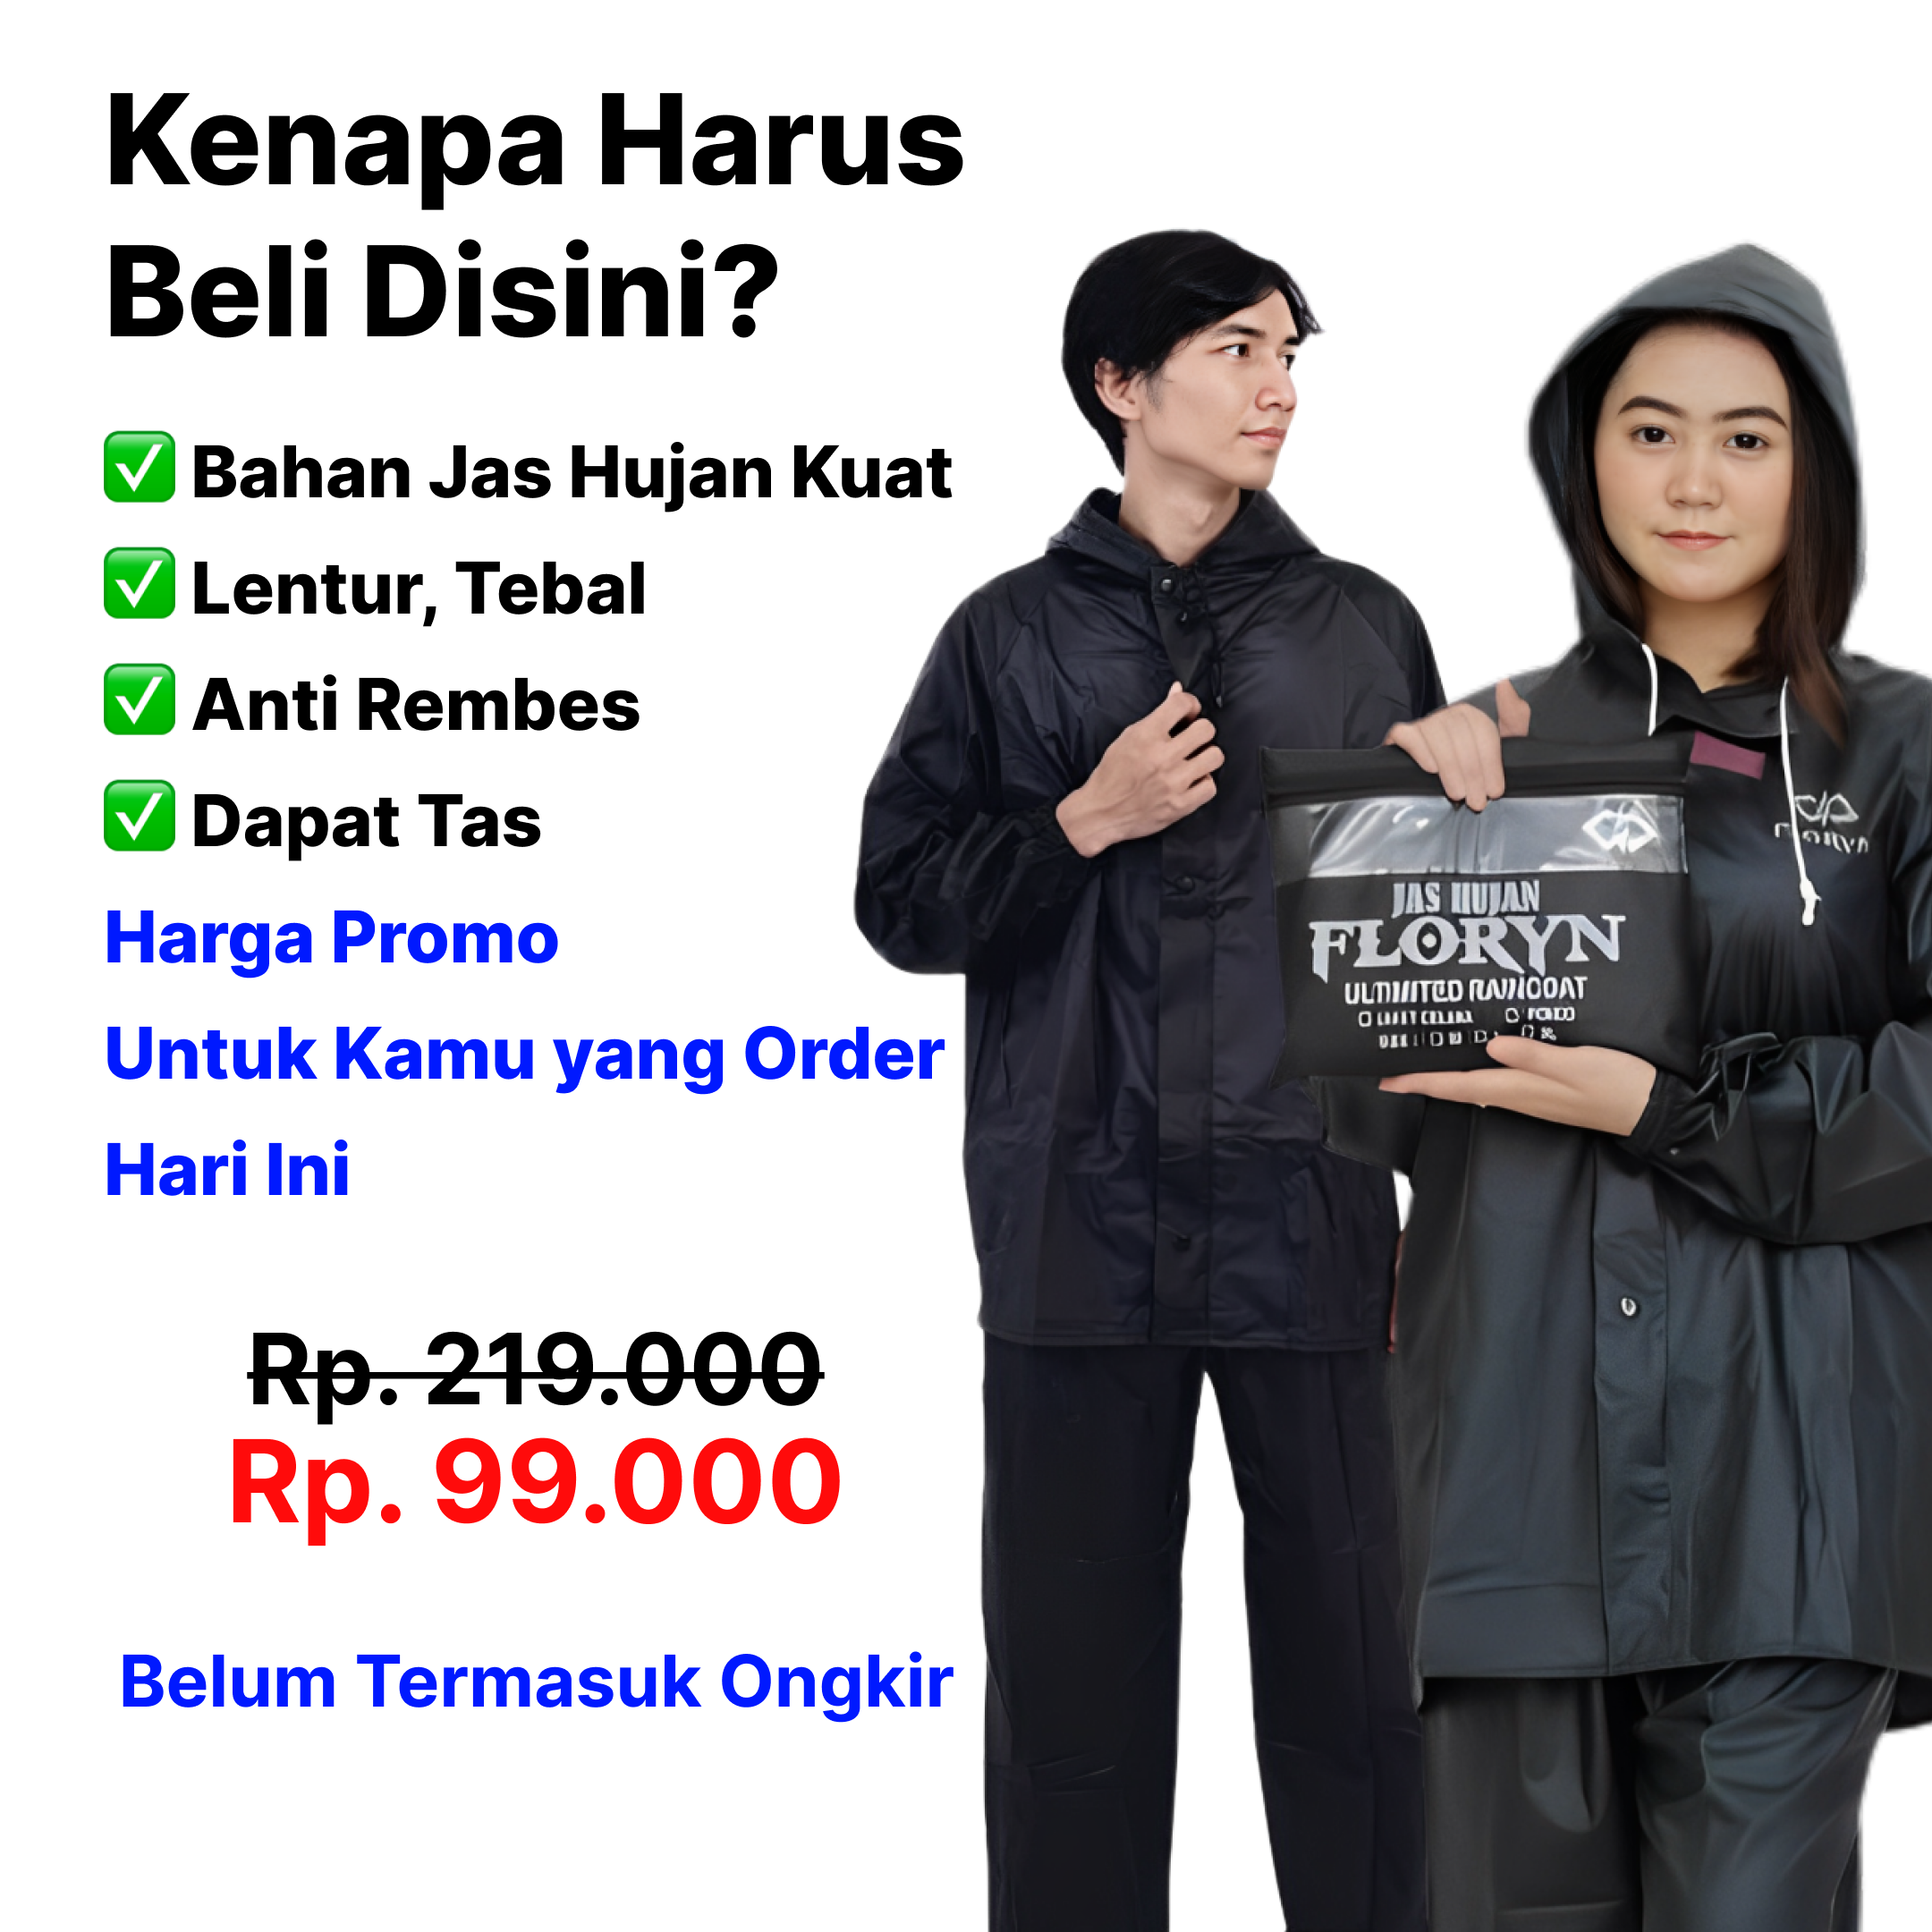 Kenapa Harus
Beli Disini?
✅ Bahan Jas Hujan Kuat
✅ Lentur, Tebal
✅ Anti Rembes
✅ Dapat Tas
Harga Promo
Untuk Kamu yang Order
Hari Ini
Rp. 219.000
Rp. 99.000
Belum Termasuk Ongkir
JAS HUJAN
FLORYN